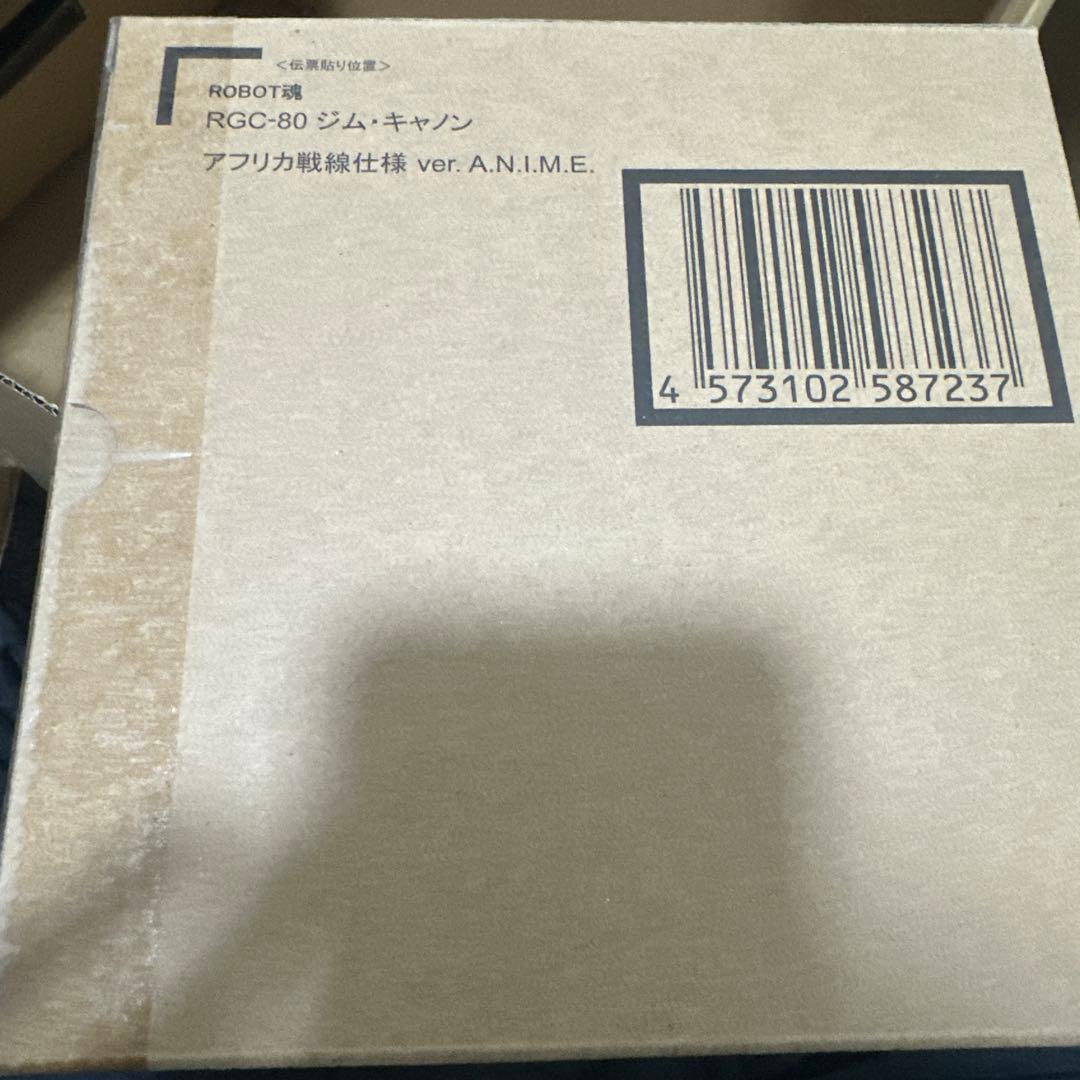 ＜伝票貼り位置＞
ROBOT魂
RGC-80 ジム・キャノン
アフリカ戦線仕様 ver. A.N.I.M.E.
4 573102 587237